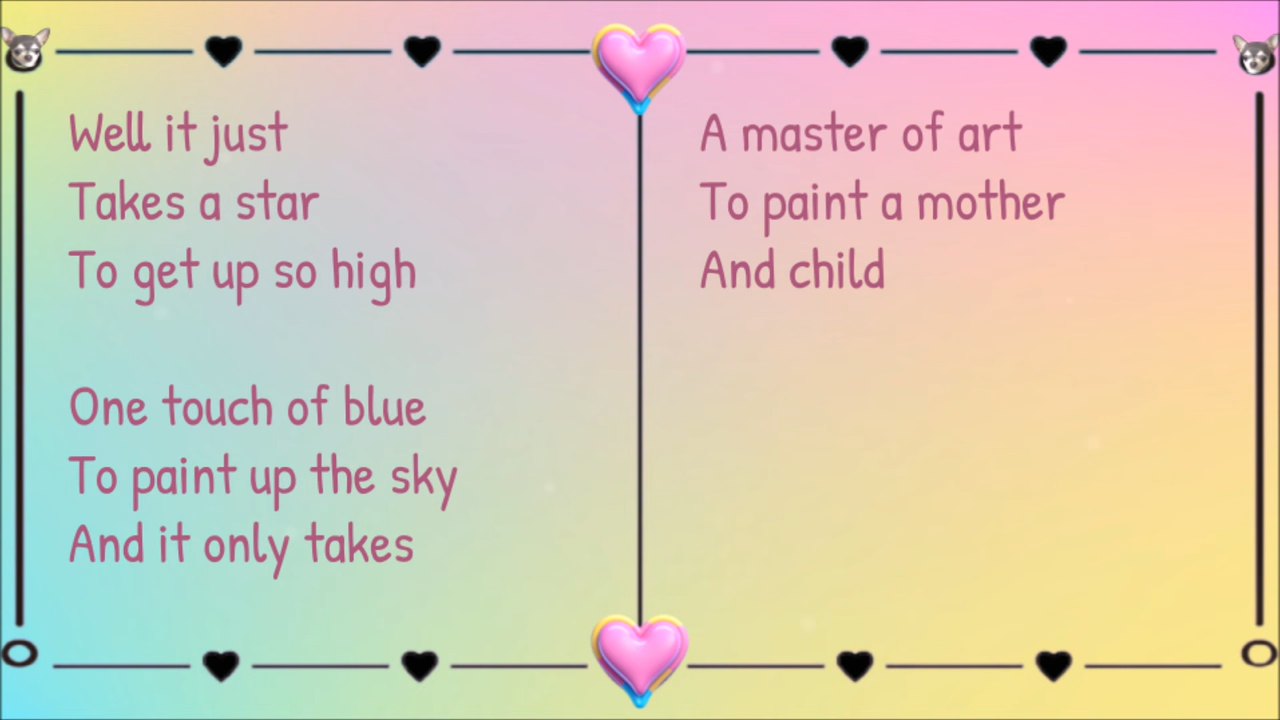 Well it just
Takes a star
To get up so high
One touch of blue
To paint up the sky
And it only takes
A master of art
To paint a mother
And child